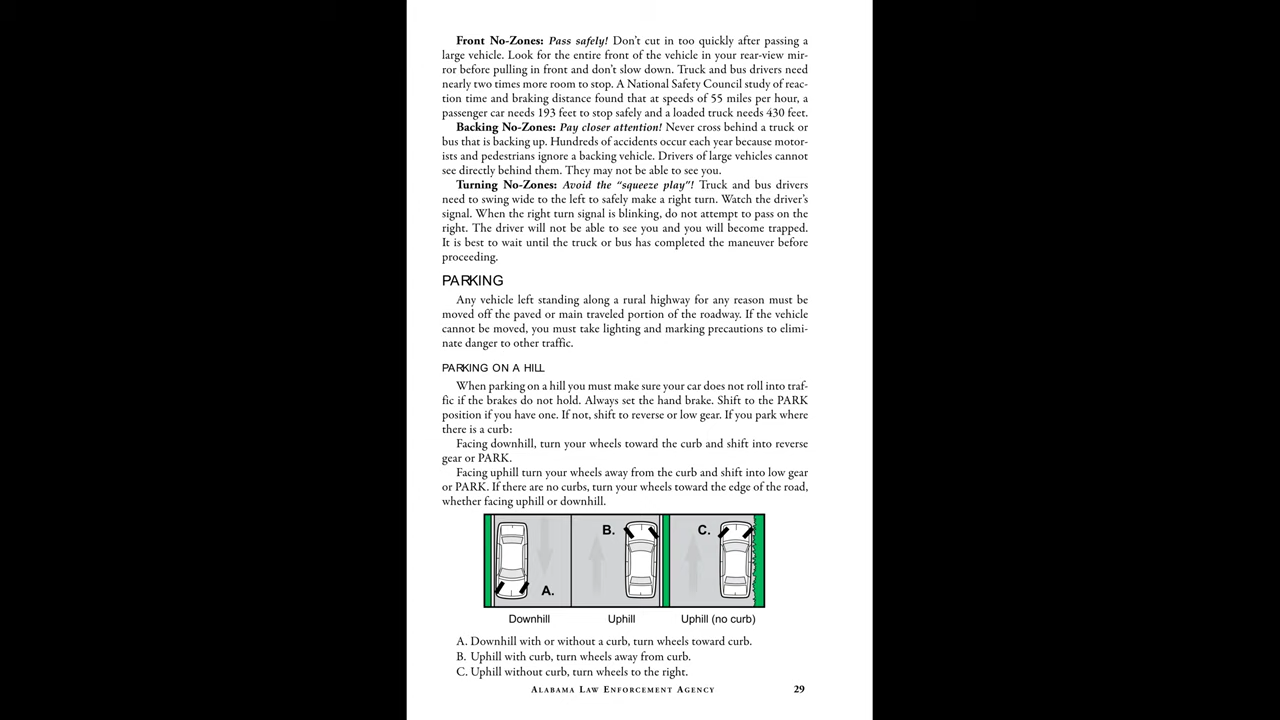 Front No-Zones: Pass safely! Don’t cut in too quickly after passing a
large vehicle. Look for the entire front of the vehicle in your rear-view mir-
ror before pulling in front and don’t slow down. Truck and bus drivers need
nearly two times more room to stop. A National Safety Council study of reac-
tion time and braking distance found that at speeds of 55 miles per hour, a
passenger car needs 193 feet to stop safely and a loaded truck needs 430 feet.
Backing No-Zones: Pay closer attention! Never cross behind a truck or
bus that is backing up. Hundreds of accidents occur each year because motor-
ists and pedestrians ignore a backing vehicle. Drivers of large vehicles cannot
see directly behind them. They may not be able to see you.
Turning No-Zones: Avoid the “squeeze play”! Truck and bus drivers
need to swing wide to the left to safely make a right turn. Watch the driver’s
signal. When the right turn signal is blinking, do not attempt to pass on the
right. The driver will not be able to see you and you will become trapped.
It is best to wait until the truck or bus has completed the maneuver before
proceeding.
PARKING
Any vehicle left standing along a rural highway for any reason must be
moved off the paved or main traveled portion of the roadway. If the vehicle
cannot be moved, you must take lighting and marking precautions to elimi-
nate danger to other traffic.
PARKING ON A HILL
When parking on a hill you must make sure your car does not roll into traf-
fic if the brakes do not hold. Always set the hand brake. Shift to the PARK
position if you have one. If not, shift to reverse or low gear. If you park where
there is a curb:
Facing downhill, turn your wheels toward the curb and shift into reverse
gear or PARK.
Facing uphill turn your wheels away from the curb and shift into low gear
or PARK. If there are no curbs, turn your wheels toward the edge of the road,
whether facing uphill or downhill.
A.
B.
C.
Downhill Uphill Uphill (no curb)
A. Downhill with or without a curb, turn wheels toward curb.
B. Uphill with curb, turn wheels away from curb.
C. Uphill without curb, turn wheels to the right.
ALABAMA LAW ENFORCEMENT AGENCY 29